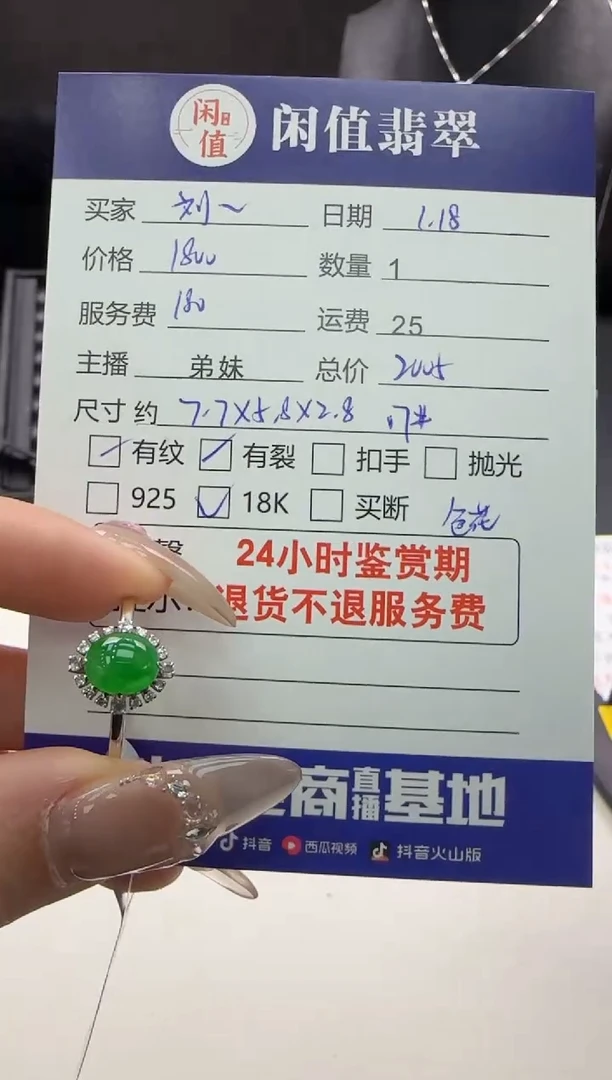 闲值
闲值翡翠
买家 刘～ 日期 1.18
价格 1800 数量 1
服务费 180 运费 25
主播 弟妹 总价 2005
尺寸 约 7.7X5.8X2.8 17#
有纹 有裂 扣手 抛光
925 18K 买断 色花
24小时鉴赏期
退货不退服务费
商直播基地
抖音 西瓜视频 抖音火山版